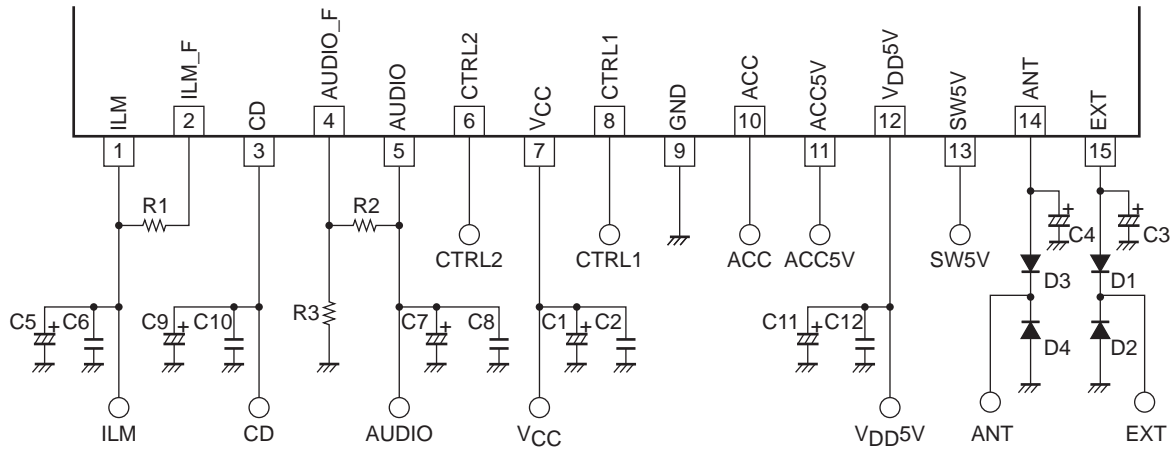 ILM
ILM_F
CD
AUDIO_F
AUDIO
CTRL2
VCC
CTRL1
GND
ACC
ACC5V
VDD5V
SW5V
ANT
EXT
1
2
3
4
5
6
7
8
9
10
11
12
13
14
15
R1
R2
+
C4
+
C3
CTRL2
CTRL1
ACC
ACC5V
SW5V
D3
D1
R3
C5
+
C6
C9
+
C10
C7
+
C8
C1
+
C2
C11
+
C12
D4
D2
ILM
CD
AUDIO
VCC
VDD5V
ANT
EXT